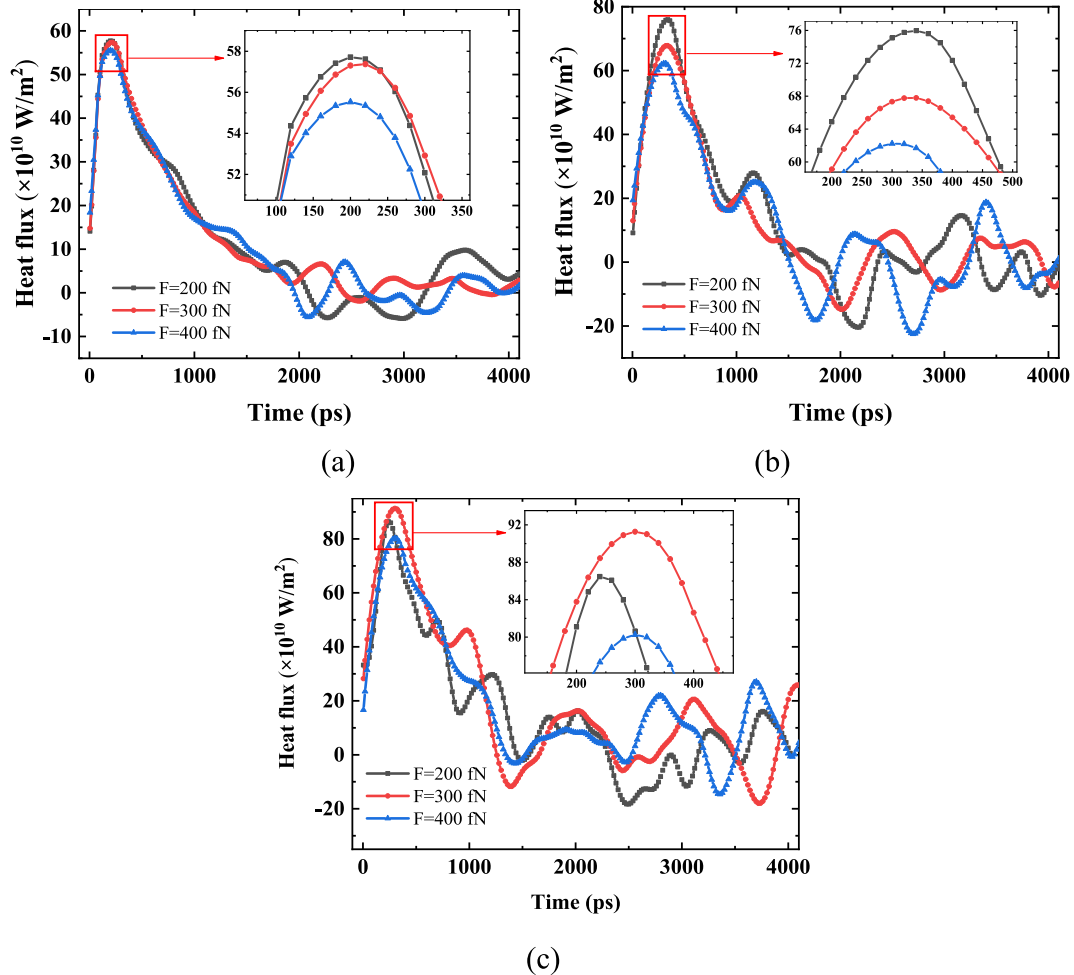 60
50
40
30
20
10
0
-10
Heat flux (×10¹⁰ W/m²)
58
56
54
52
100 150 200 250 300 350
F=200 fN
F=300 fN
F=400 fN
0 1000 2000 3000 4000
Time (ps)
(a)
80
60
40
20
0
-20
Heat flux (×10¹⁰ W/m²)
76
72
68
64
60
200 250 300 350 400 450 500
F=200 fN
F=300 fN
F=400 fN
0 1000 2000 3000 4000
Time (ps)
(b)
80
60
40
20
0
-20
Heat flux (×10¹⁰ W/m²)
92
88
84
80
200 300 400
F=200 fN
F=300 fN
F=400 fN
0 1000 2000 3000 4000
Time (ps)
(c)